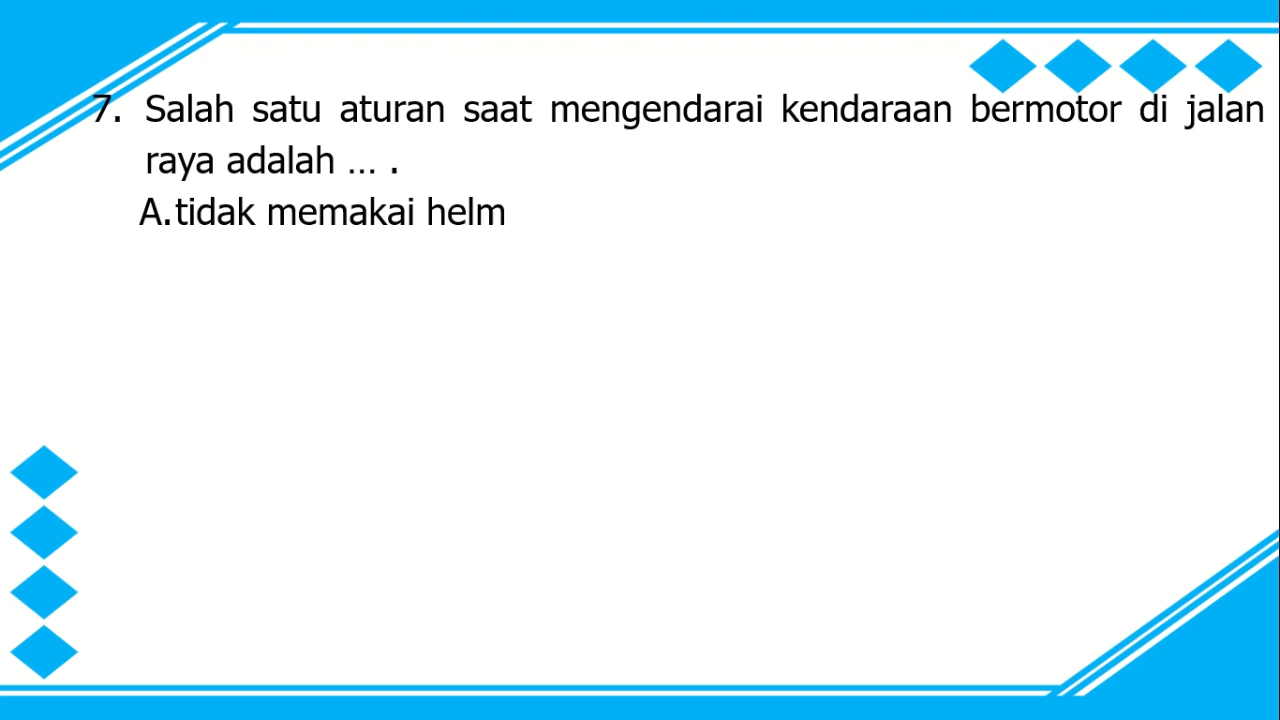 7. Salah satu aturan saat mengendarai kendaraan bermotor di jalan
raya adalah ... .
A.tidak memakai helm